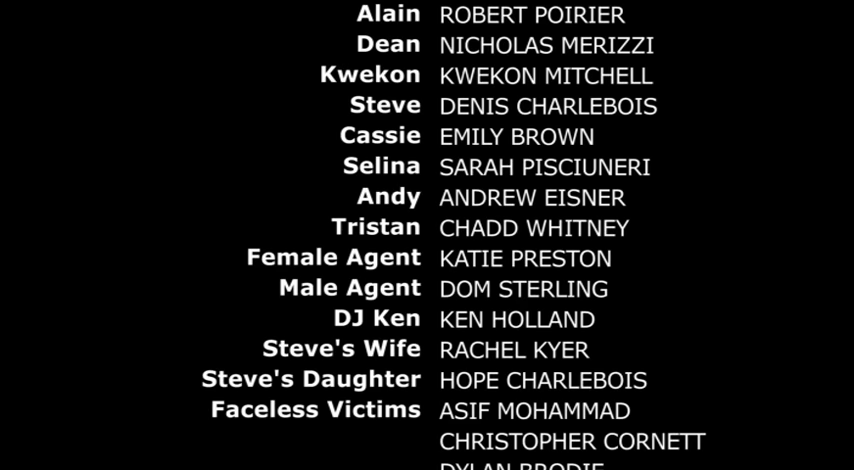 Alain ROBERT POIRIER
Dean NICHOLAS MERIZZI
Kwekon KWEKON MITCHELL
Steve DENIS CHARLEBOIS
Cassie EMILY BROWN
Selina SARAH PISCIUNERI
Andy ANDREW EISNER
Tristan CHADD WHITNEY
Female Agent KATIE PRESTON
Male Agent DOM STERLING
DJ Ken KEN HOLLAND
Steve's Wife RACHEL KYER
Steve's Daughter HOPE CHARLEBOIS
Faceless Victims ASIF MOHAMMAD
CHRISTOPHER CORNETT
DYLAN BRODIE